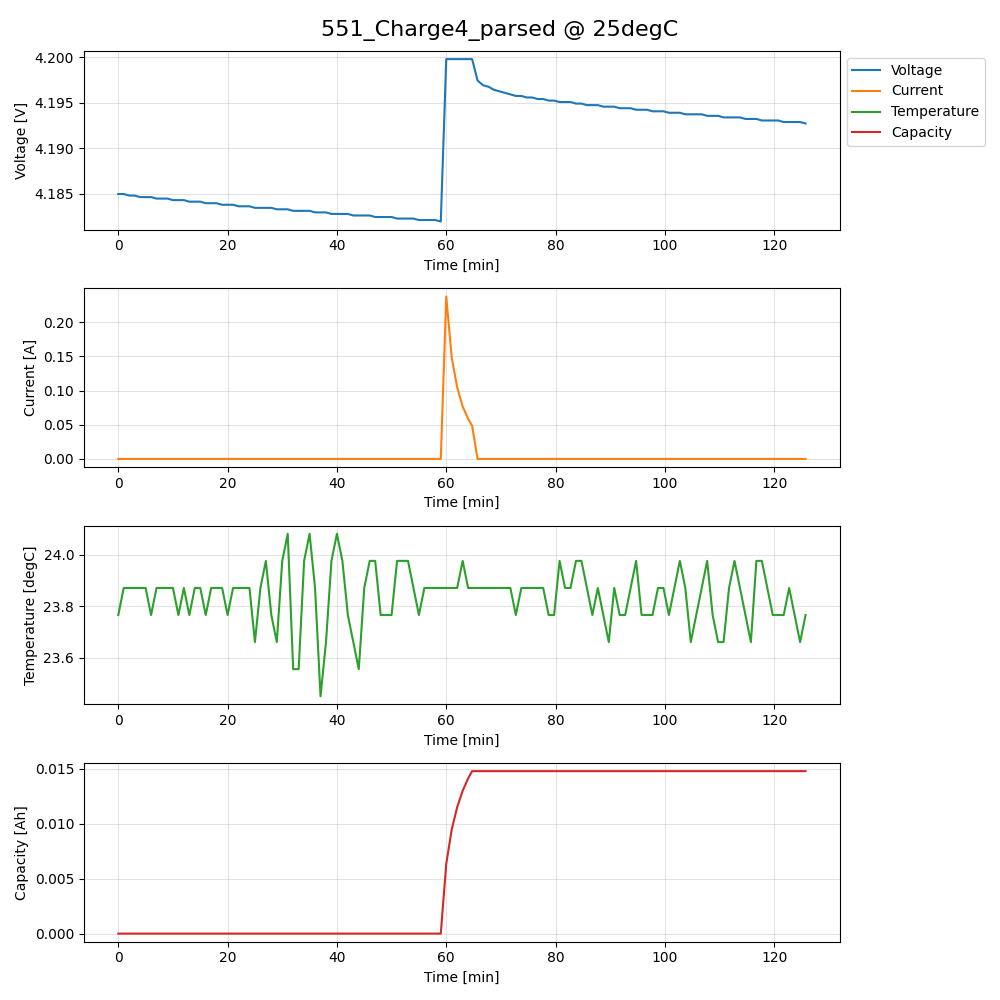 551_Charge4_parsed @ 25degC
4.200
4.195
4.190
4.185
Voltage [V]
0 20 40 60 80 100 120
Time [min]
Voltage
Current
Temperature
Capacity
0.20
0.15
0.10
0.05
0.00
Current [A]
0 20 40 60 80 100 120
Time [min]
24.0
23.8
23.6
Temperature [degC]
0 20 40 60 80 100 120
Time [min]
0.015
0.010
0.005
0.000
Capacity [Ah]
0 20 40 60 80 100 120
Time [min]